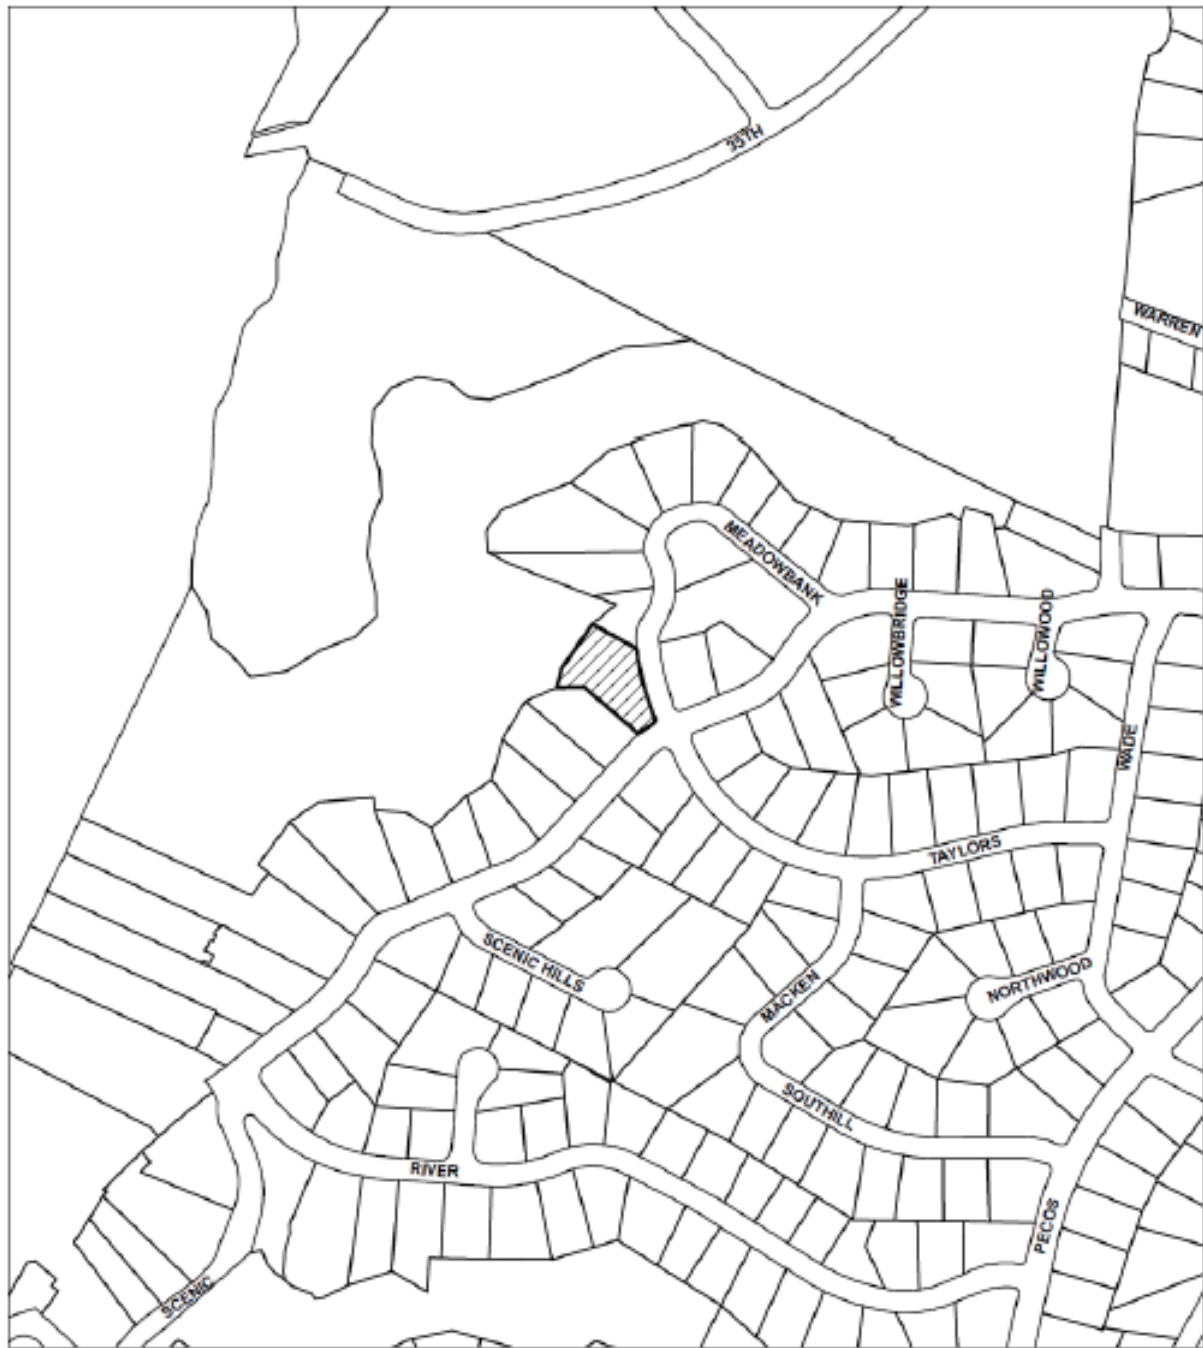 35TH
WARREN
MEADOWBANK
WILLOWBRIDGE
WILLOWOOD
WADE
TAYLORS
SCENIC HILLS
NORTHWOOD
MACKEN
SOUTHILL
RIVER
PECOS
SCENIC